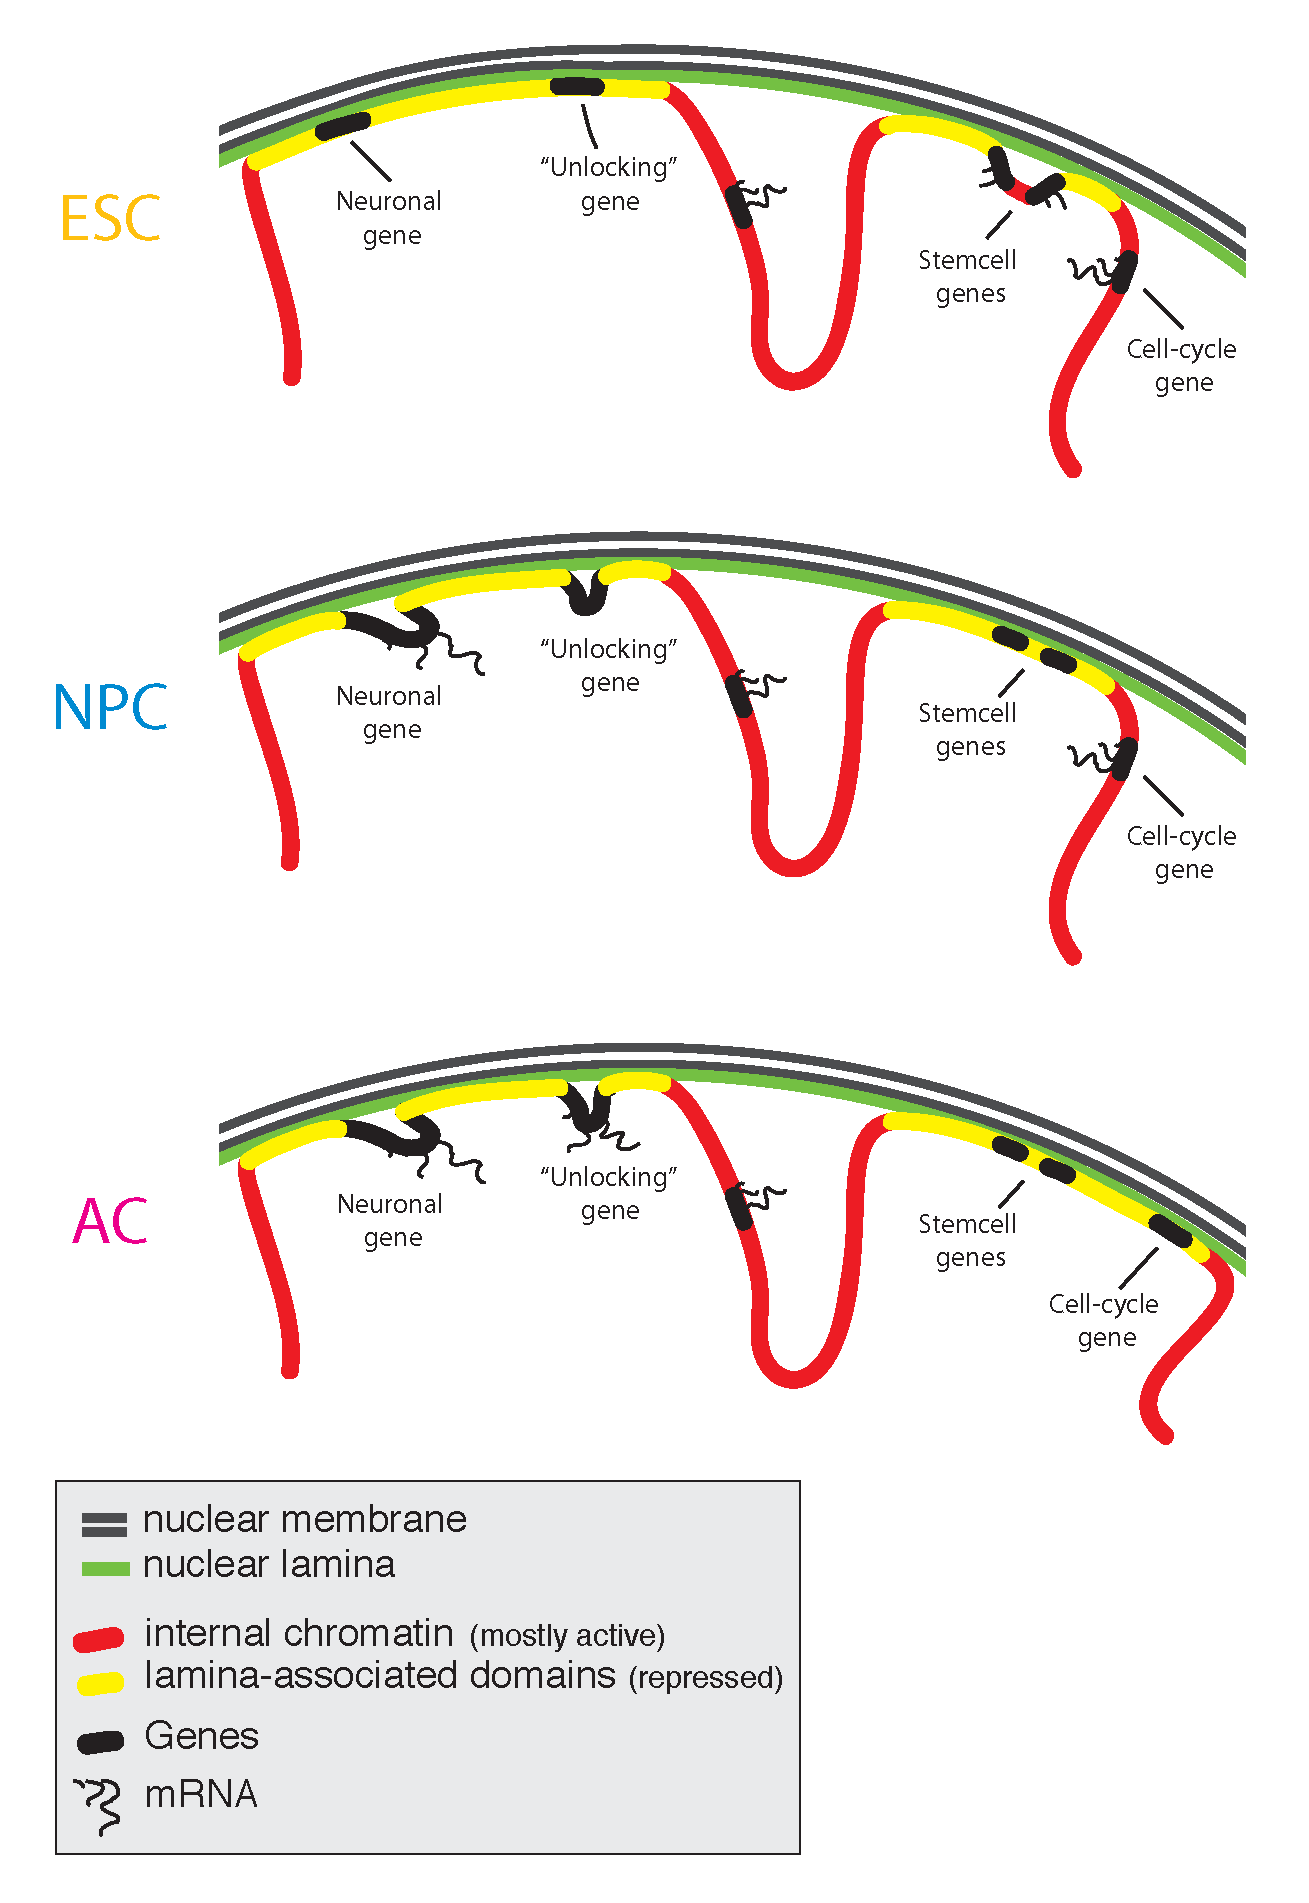 ESC
Neuronal
gene
“Unlocking”
gene
Stemcell
genes
Cell-cycle
gene
NPC
Neuronal
gene
“Unlocking”
gene
Stemcell
genes
Cell-cycle
gene
AC
Neuronal
gene
“Unlocking”
gene
Stemcell
genes
Cell-cycle
gene
nuclear membrane
nuclear lamina
internal chromatin (mostly active)
lamina-associated domains (repressed)
Genes
mRNA